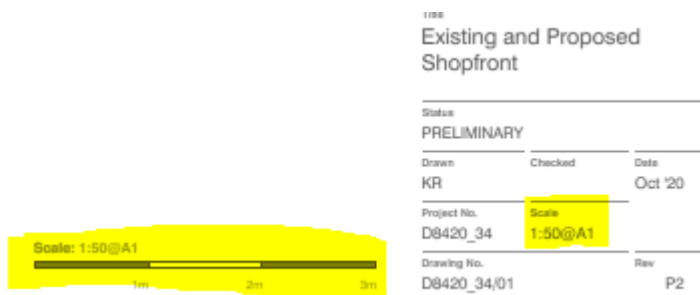 Title
Existing and Proposed
Shopfront
Status
PRELIMINARY
Drawn Checked Date
KR Oct '20
Project No. Scale
D8420_34 1:50@A1
Drawing No. Rev
D8420_34/01 P2
Scale: 1:50@A1
1m 2m 3m